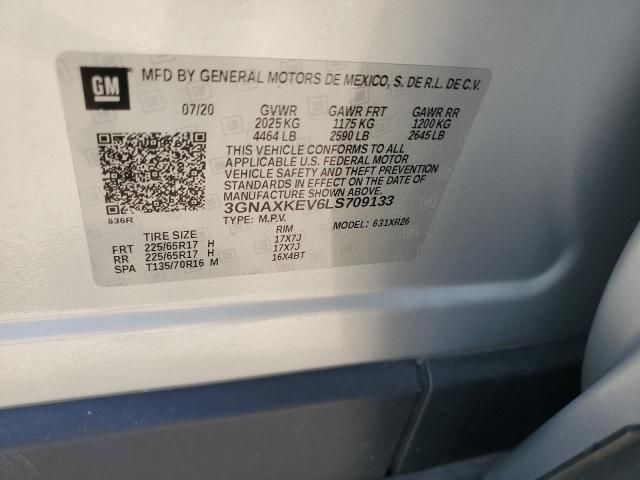 GM
MFD BY GENERAL MOTORS DE MEXICO, S. DE R.L. DE C.V.
07/20 GVWR GAWR FRT GAWR RR
2025 KG 1175 KG 1200 KG
4464 LB 2590 LB 2645 LB
THIS VEHICLE CONFORMS TO ALL
APPLICABLE U.S. FEDERAL MOTOR
VEHICLE SAFETY AND THEFT PREVENTION
STANDARDS IN EFFECT ON THE DATE OF
MANUFACTURE SHOWN ABOVE.
3GNAXKEV6LS709133
636R TYPE: M.P.V. MODEL: 631XR26
TIRE SIZE RIM
FRT 225/65R17 H 17X7J
RR 225/65R17 H 17X7J
SPA T135/70R16 M 16X4BT